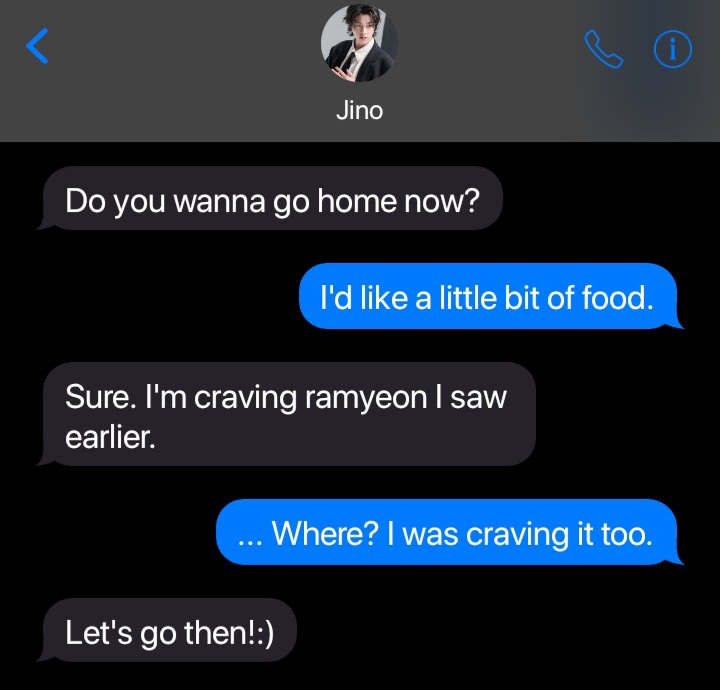 Jino
Do you wanna go home now?
I'd like a little bit of food.
Sure. I'm craving ramyeon I saw
earlier.
... Where? I was craving it too.
Let's go then!:)